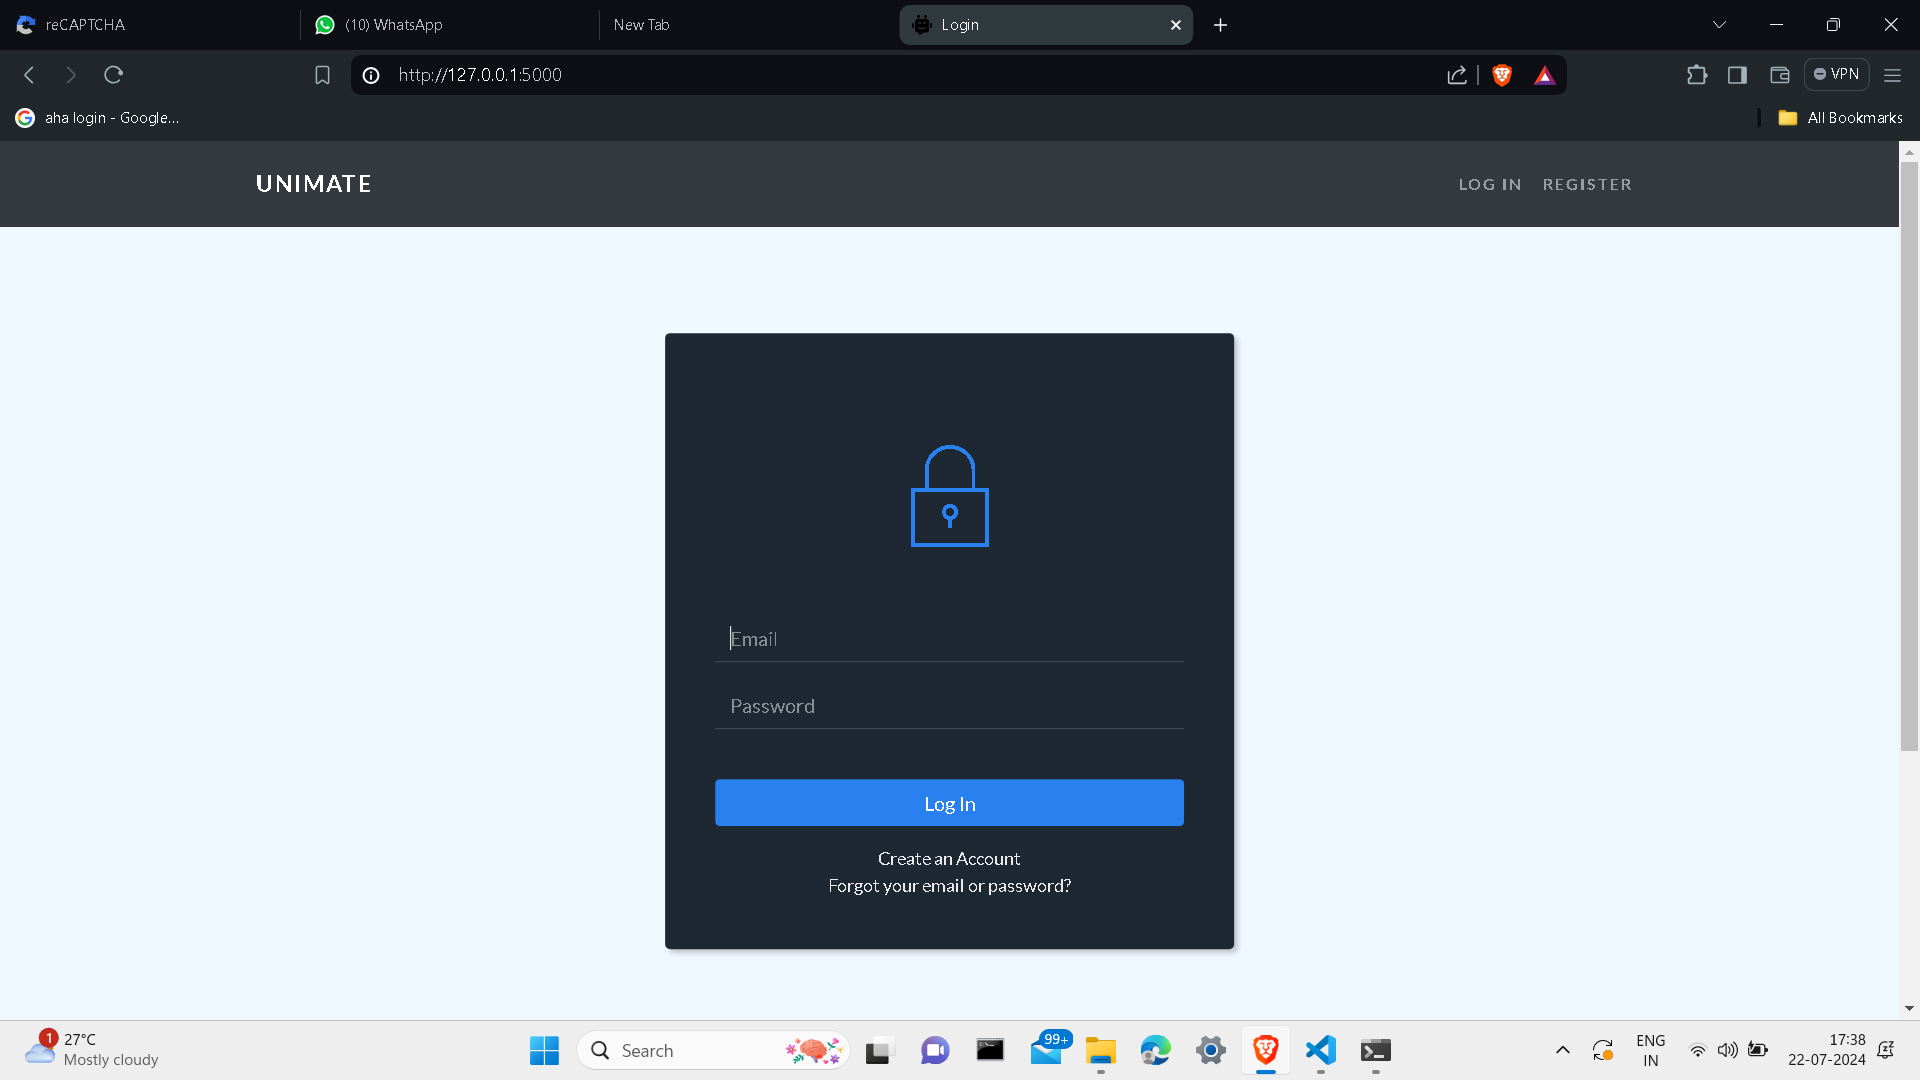 reCAPTCHA
(10) WhatsApp
New Tab
Login
http://127.0.0.1:5000
VPN
aha login - Google...
All Bookmarks
UNIMATE
LOG IN
REGISTER
Email
Password
Log In
Create an Account
Forgot your email or password?
1
27°C
Mostly cloudy
Search
99+
ENG
IN
17:38
22-07-2024